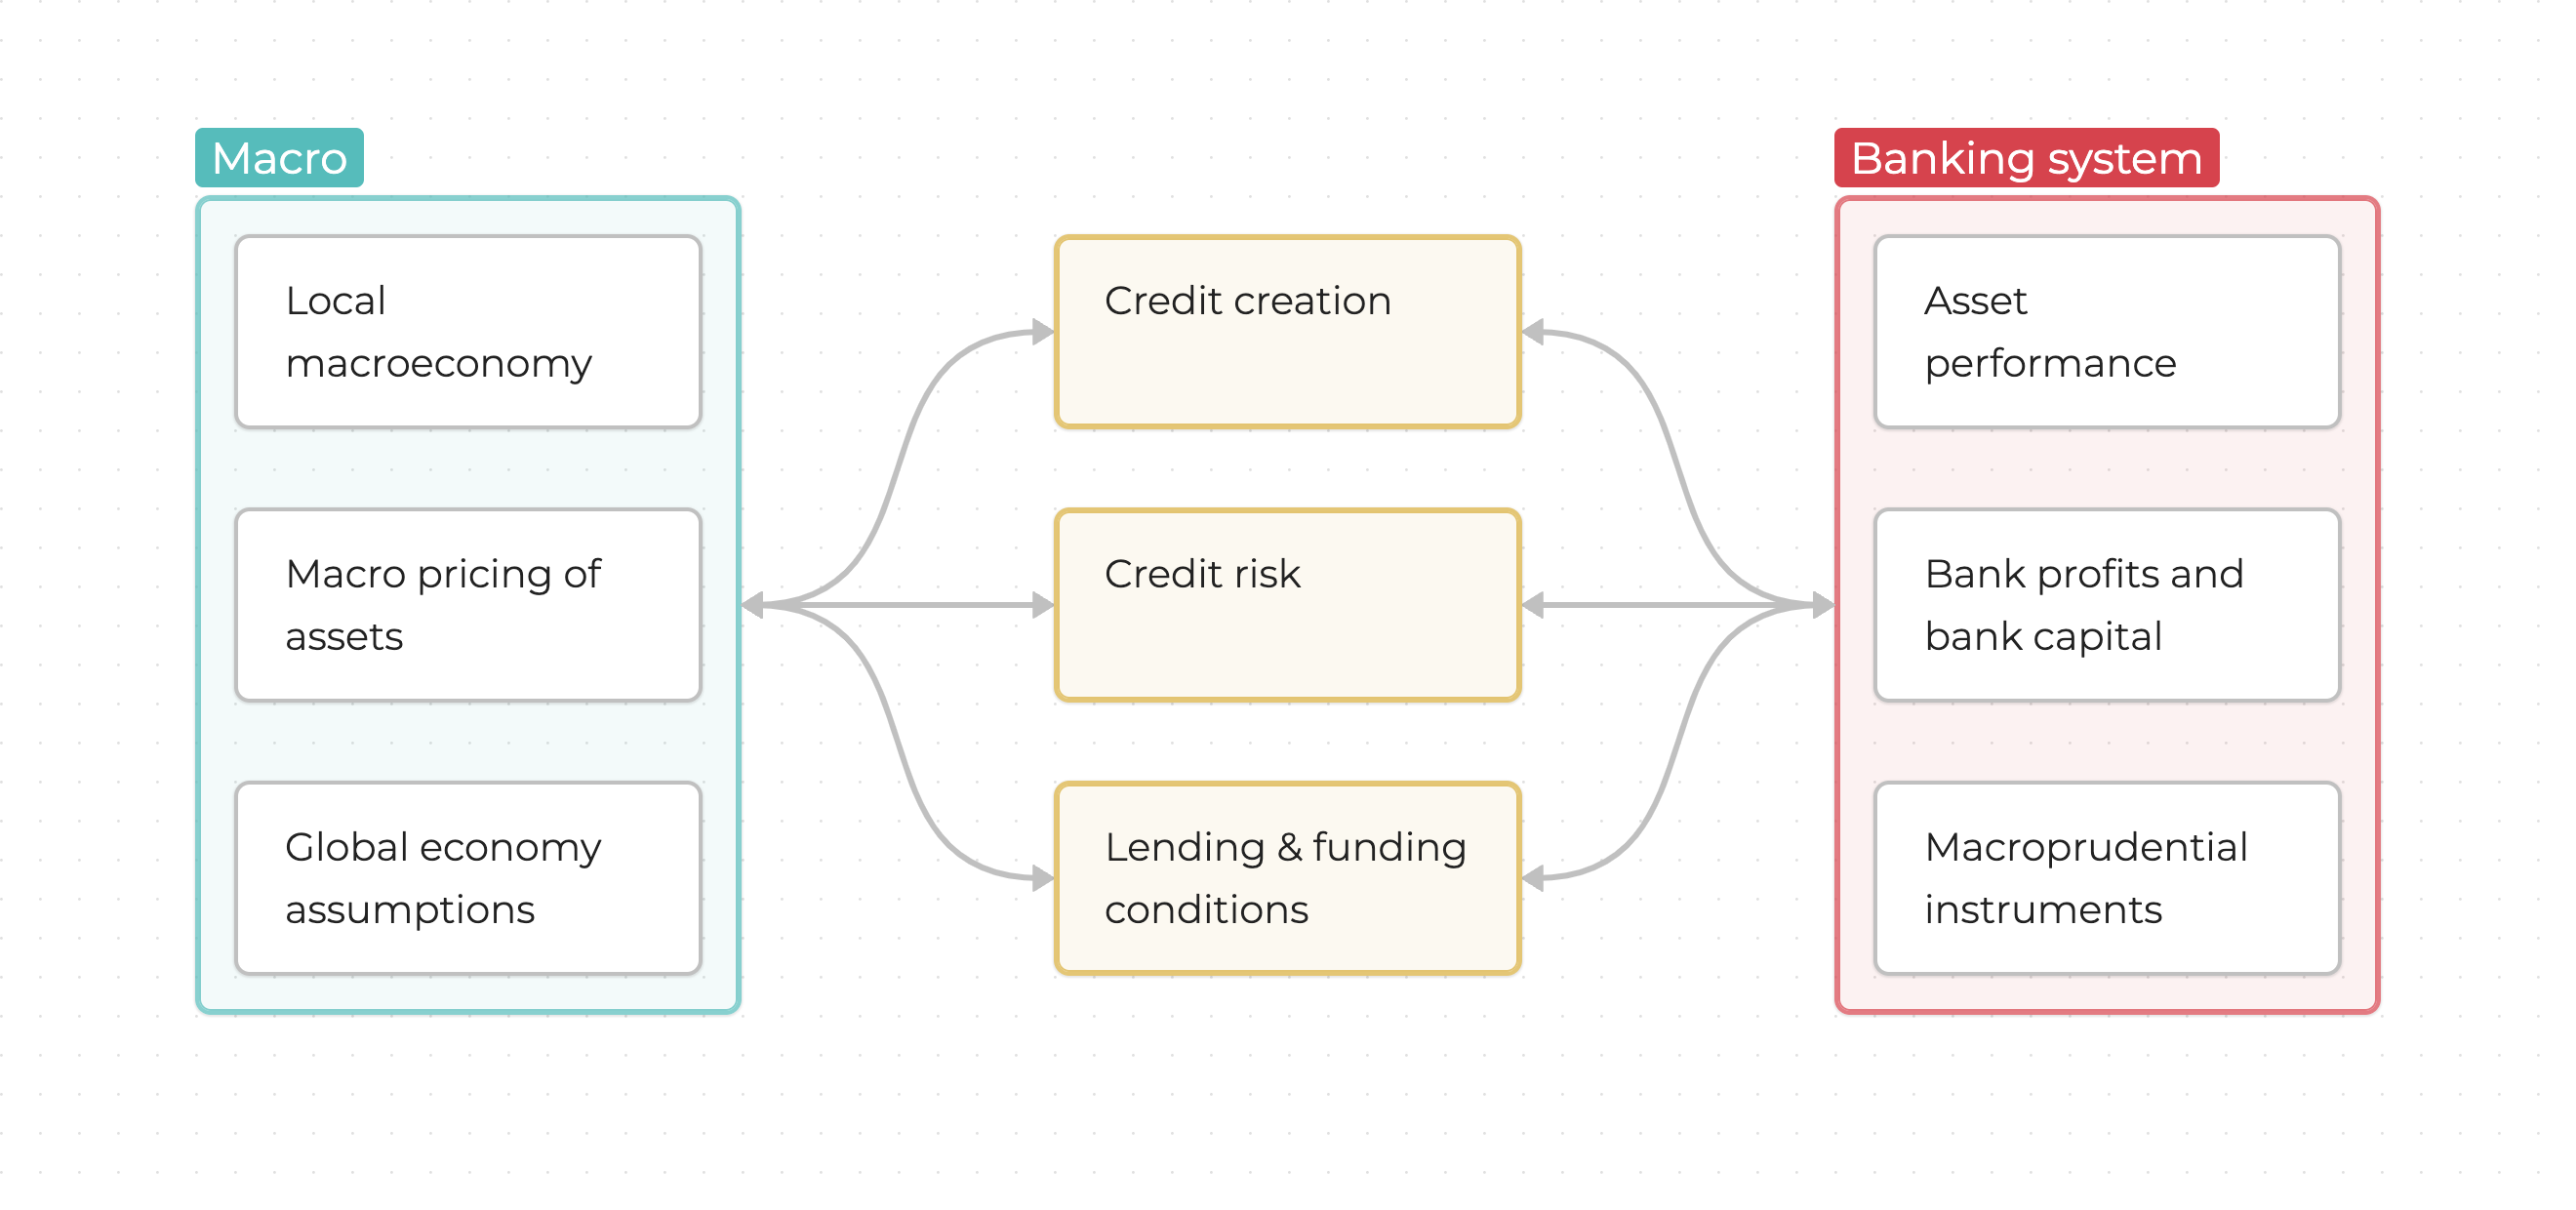 Macro
Local
macroeconomy
Macro pricing of
assets
Global economy
assumptions
Credit creation
Credit risk
Lending & funding
conditions
Banking system
Asset
performance
Bank profits and
bank capital
Macroprudential
instruments